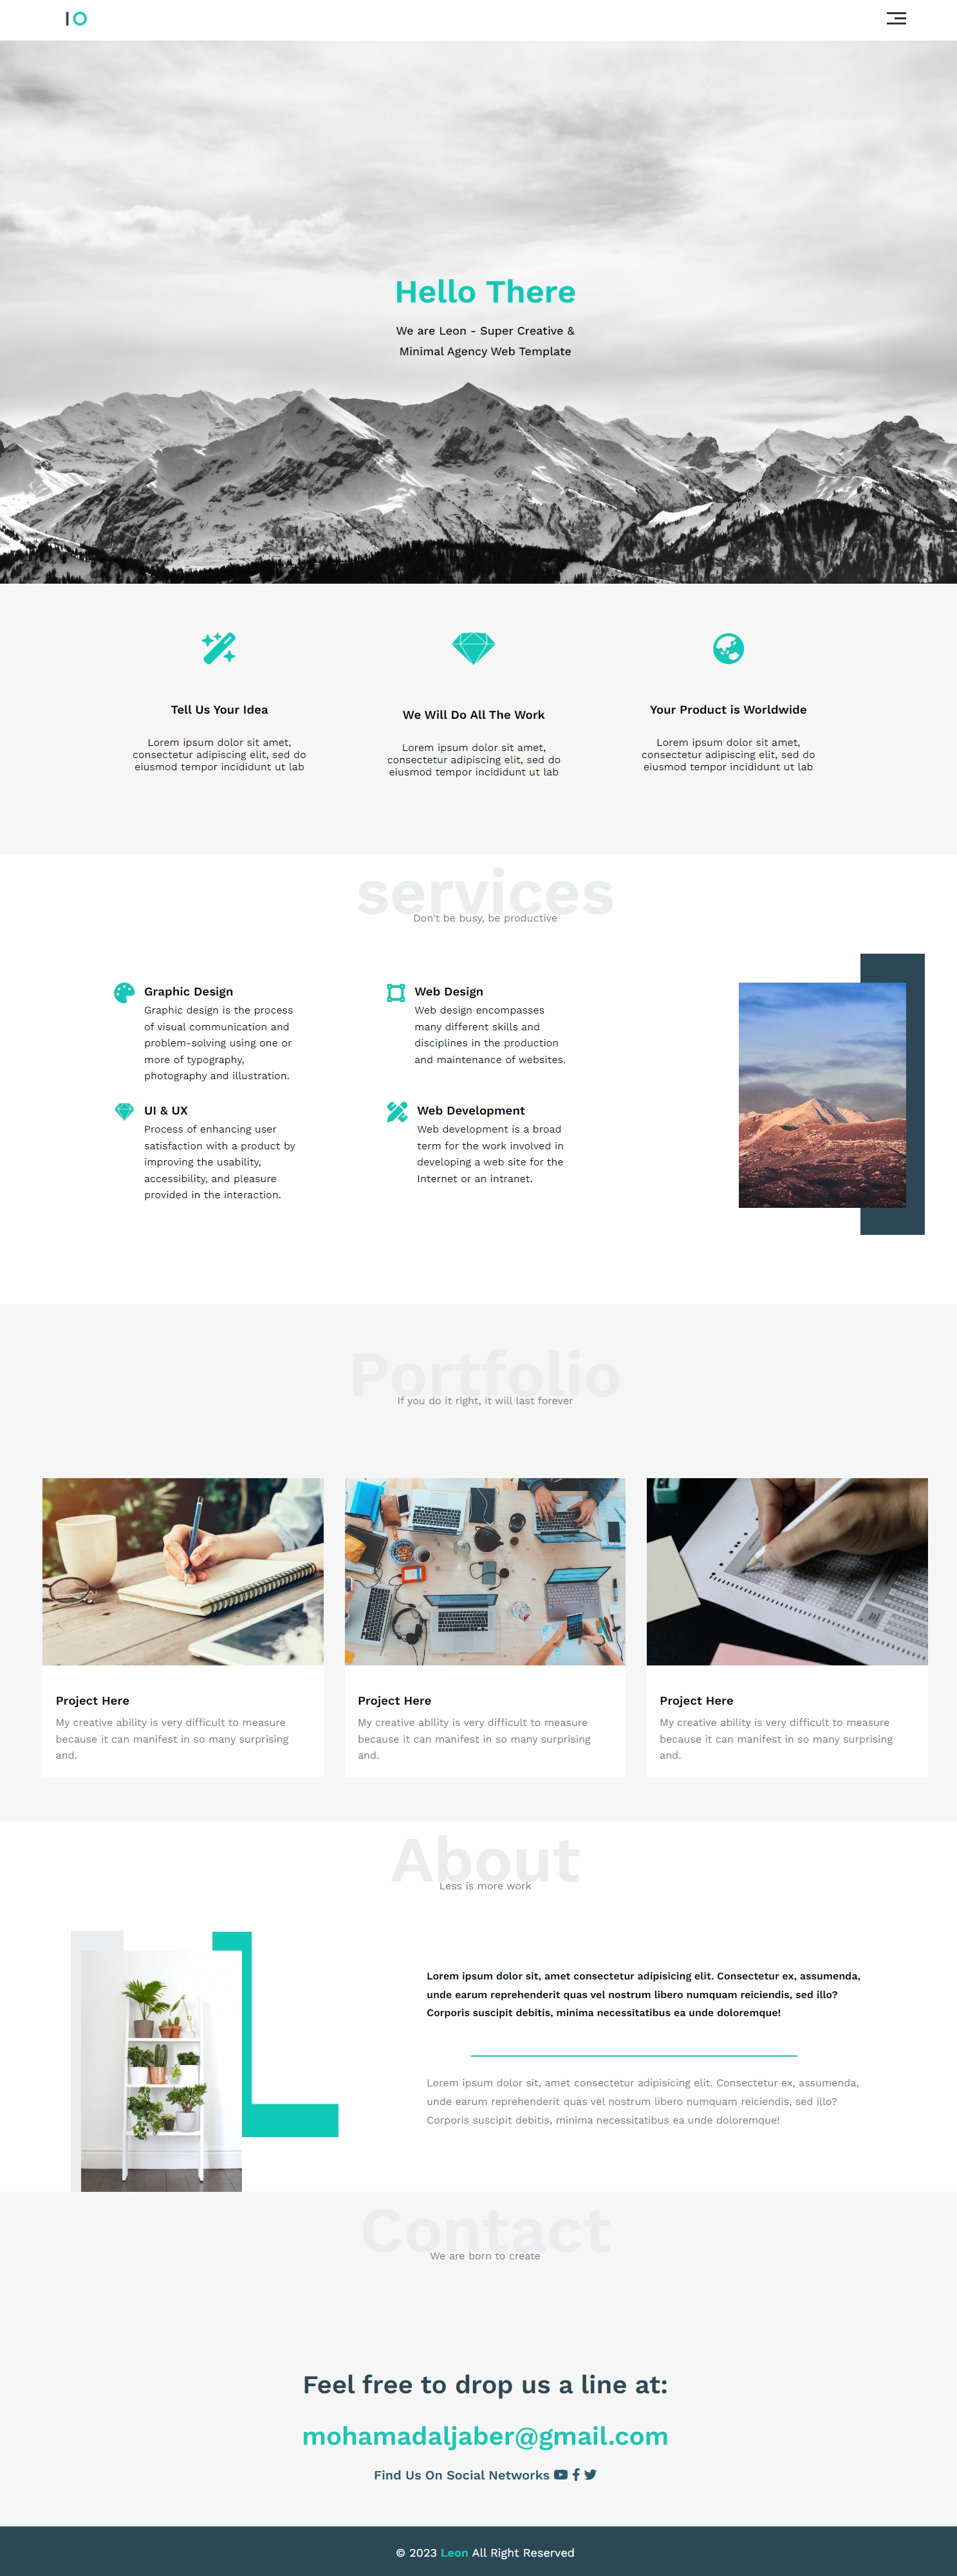 IO
Hello There
We are Leon - Super Creative &
Minimal Agency Web Template
Tell Us Your Idea
Lorem ipsum dolor sit amet,
consectetur adipiscing elit, sed do
eiusmod tempor incididunt ut lab
We Will Do All The Work
Lorem ipsum dolor sit amet,
consectetur adipiscing elit, sed do
eiusmod tempor incididunt ut lab
Your Product is Worldwide
Lorem ipsum dolor sit amet,
consectetur adipiscing elit, sed do
eiusmod tempor incididunt ut lab
services
Don't be busy, be productive
Graphic Design
Graphic design is the process
of visual communication and
problem-solving using one or
more of typography,
photography and illustration.
Web Design
Web design encompasses
many different skills and
disciplines in the production
and maintenance of websites.
UI & UX
Process of enhancing user
satisfaction with a product by
improving the usability,
accessibility, and pleasure
provided in the interaction.
Web Development
Web development is a broad
term for the work involved in
developing a web site for the
Internet or an intranet.
Portfolio
If you do it right, it will last forever
Project Here
My creative ability is very difficult to measure
because it can manifest in so many surprising
and.
Project Here
My creative ability is very difficult to measure
because it can manifest in so many surprising
and.
Project Here
My creative ability is very difficult to measure
because it can manifest in so many surprising
and.
About
Less is more work
Lorem ipsum dolor sit, amet consectetur adipisicing elit. Consectetur ex, assumenda,
unde earum reprehenderit quas vel nostrum libero numquam reiciendis, sed illo?
Corporis suscipit debitis, minima necessitatibus ea unde doloremque!
Lorem ipsum dolor sit, amet consectetur adipisicing elit. Consectetur ex, assumenda,
unde earum reprehenderit quas vel nostrum libero numquam reiciendis, sed illo?
Corporis suscipit debitis, minima necessitatibus ea unde doloremque!
Contact
We are born to create
Feel free to drop us a line at:
mohamadaljaber@gmail.com
Find Us On Social Networks
© 2023 Leon All Right Reserved